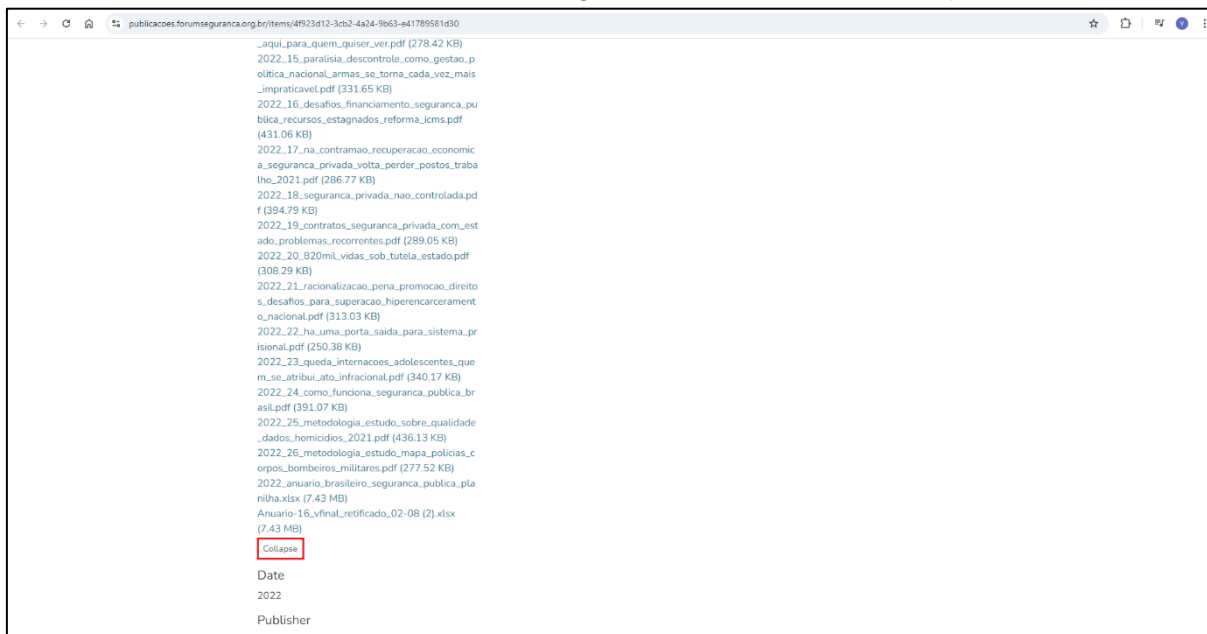 publicacoes.forumseguranca.org.br/items/4f923d12-3cb2-4a24-9b63-e41789581d30
_aqui_para_quem_quiser_ver.pdf (278.42 KB)
2022_15_paralisia_descontrole_como_gestao_p
olitica_nacional_armas_se_torna_cada_vez_mais
_impraticavel.pdf (331.65 KB)
2022_16_desafios_financiamento_seguranca_pu
blica_recursos_estagnados_reforma_icms.pdf
(431.06 KB)
2022_17_na_contramao_recuperacao_economic
a_seguranca_privada_volta_perder_postos_traba
lho_2021.pdf (286.77 KB)
2022_18_seguranca_privada_nao_controlada.pd
f (394.79 KB)
2022_19_contratos_seguranca_privada_com_est
ado_problemas_recorrentes.pdf (289.05 KB)
2022_20_820mil_vidas_sob_tutela_estado.pdf
(308.29 KB)
2022_21_racionalizacao_pena_promocao_direito
s_desafios_para_superacao_hiperencarcerament
o_nacional.pdf (313.03 KB)
2022_22_ha_uma_porta_saida_para_sistema_pr
isional.pdf (250.38 KB)
2022_23_queda_internacoes_adolescentes_que
m_se_atribui_ato_infracional.pdf (340.17 KB)
2022_24_como_funciona_seguranca_publica_br
asil.pdf (391.07 KB)
2022_25_metodologia_estudo_sobre_qualidade
_dados_homicidios_2021.pdf (436.13 KB)
2022_26_metodologia_estudo_mapa_policias_c
orpos_bombeiros_militares.pdf (277.52 KB)
2022_anuario_brasileiro_seguranca_publica_pla
nilha.xlsx (7.43 MB)
Anuario-16_vfinal_retificado_02-08 (2).xlsx
(7.43 MB)
Collapse
Date
2022
Publisher